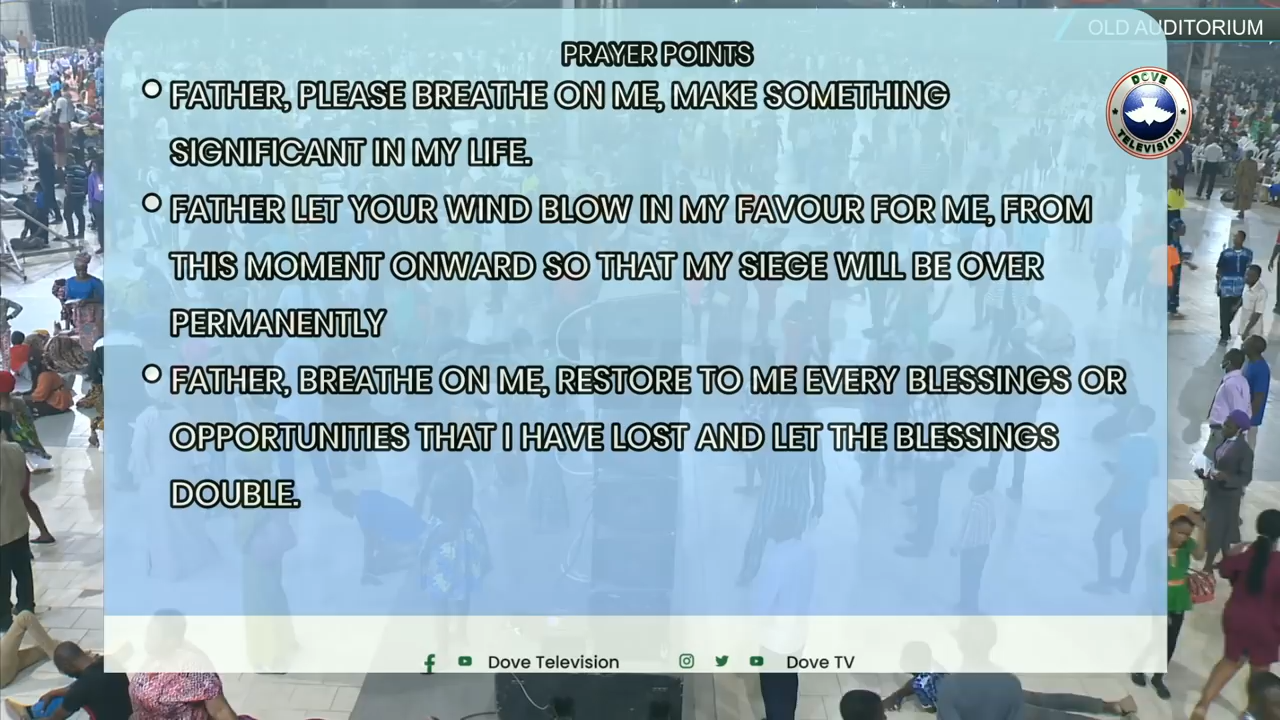 OLD AUDITORIUM
PRAYER POINTS
FATHER, PLEASE BREATHE ON ME, MAKE SOMETHING
SIGNIFICANT IN MY LIFE.
FATHER LET YOUR WIND BLOW IN MY FAVOUR FOR ME, FROM
THIS MOMENT ONWARD SO THAT MY SIEGE WILL BE OVER
PERMANENTLY
FATHER, BREATHE ON ME, RESTORE TO ME EVERY BLESSINGS OR
OPPORTUNITIES THAT I HAVE LOST AND LET THE BLESSINGS
DOUBLE.
DOVE
TELEVISION
Dove Television
Dove TV